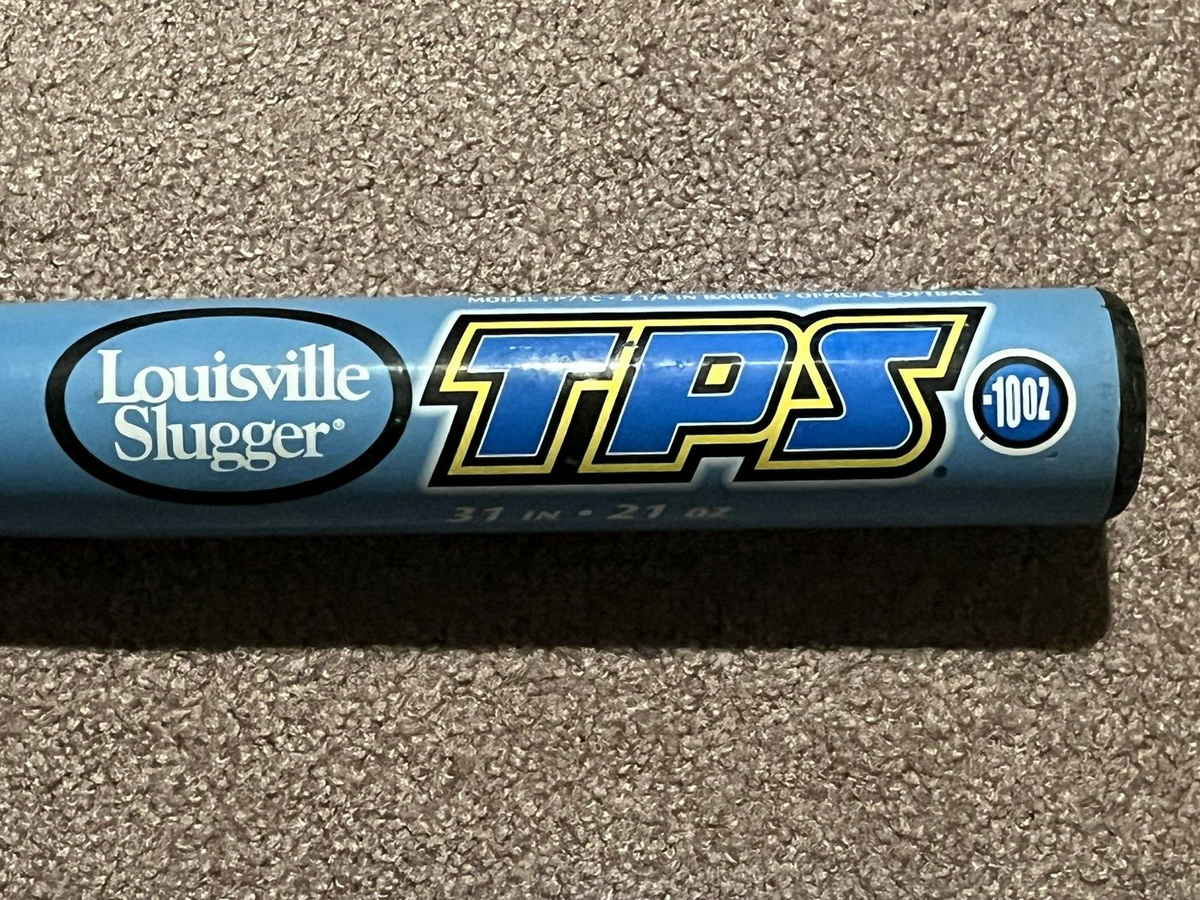 MODEL FP71C • 2 1/4 IN BARREL • OFFICIAL SOFTBALL
Louisville
Slugger®
TPS
-10OZ
31 IN • 21 OZ